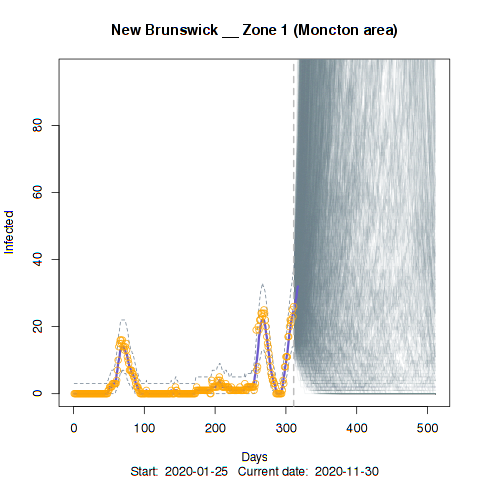 New Brunswick __ Zone 1 (Moncton area)
80
60
40
20
0
Infected
0 100 200 300 400 500
Days
Start: 2020-01-25 Current date: 2020-11-30